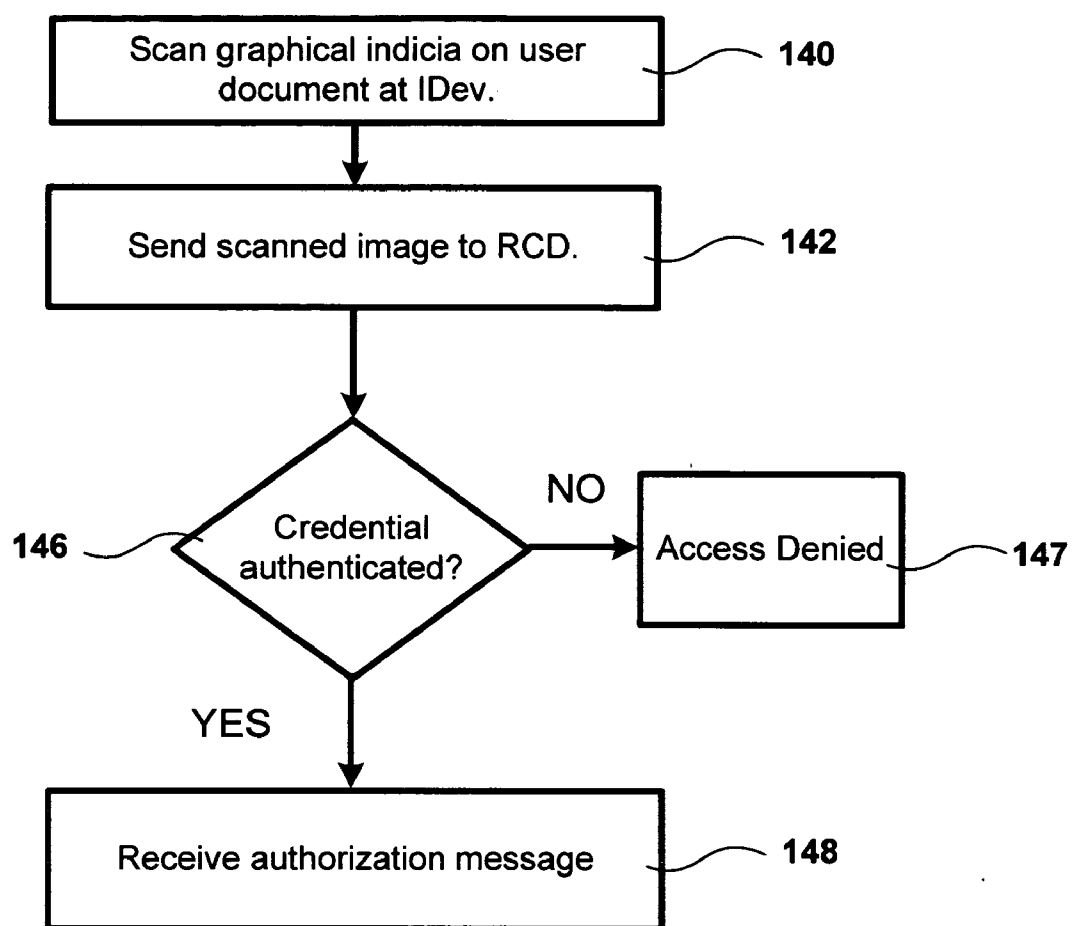 Scan graphical indicia on user
document at IDev.
140
Send scanned image to RCD.
142
Credential
authenticated?
146
NO
Access Denied
147
YES
Receive authorization message
148